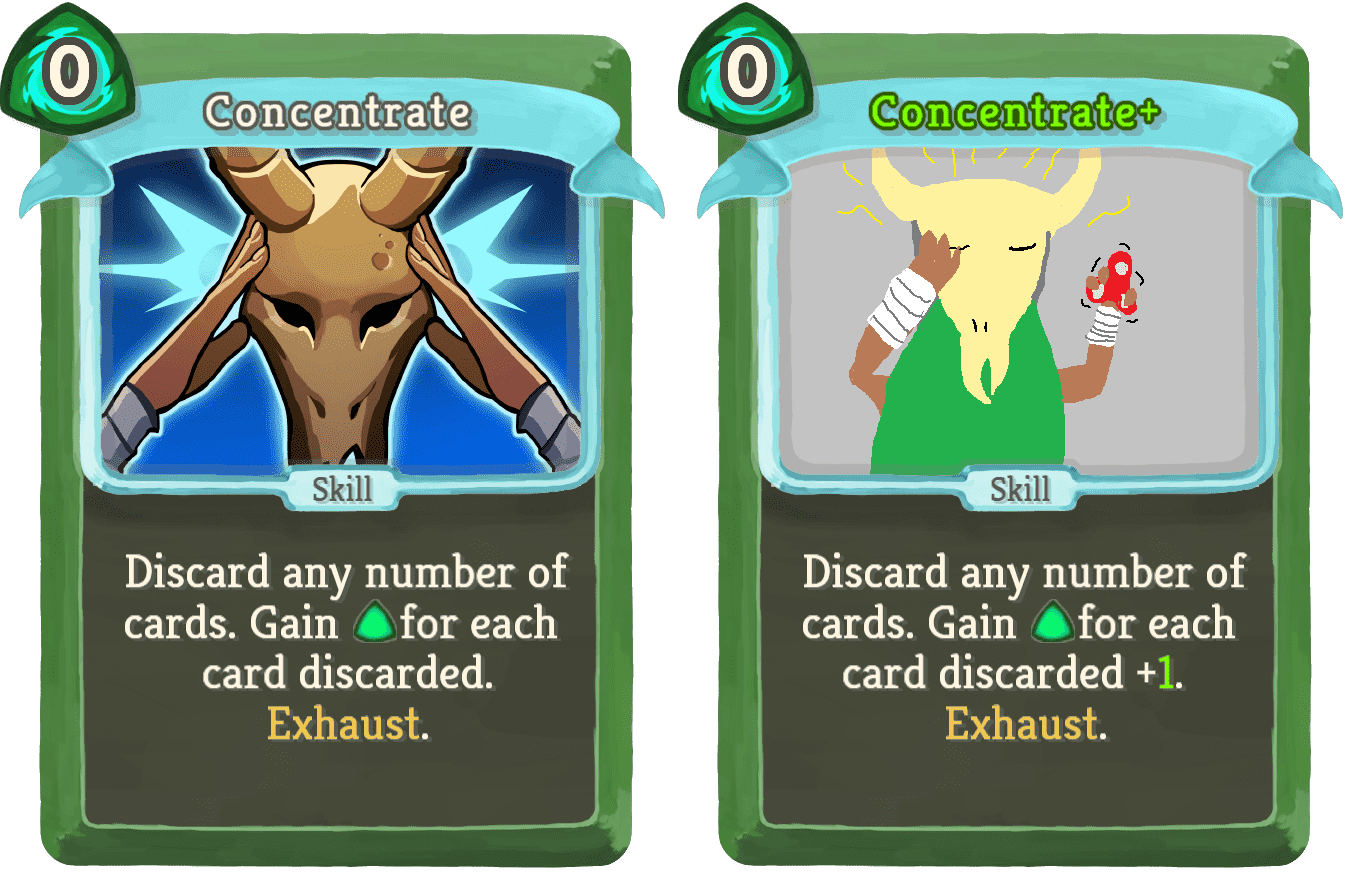 0
Concentrate
Skill
Discard any number of
cards. Gain for each
card discarded.
Exhaust.
0
Concentrate+
Skill
Discard any number of
cards. Gain for each
card discarded +1.
Exhaust.